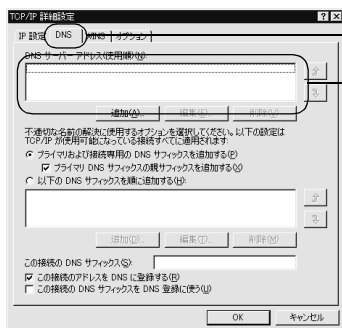 TCP/IP 詳細設定
IP 設定 DNS WINS オプション
DNS サーバー アドレス(使用順)(N):
追加(A)... 編集(E)... 削除(V)
不適切な名前の解決に使用するオプションを選択してください。以下の設定は
TCP/IP が使用可能になっている接続すべてに適用されます:
プライマリおよび接続専用の DNS サフィックスを追加する(P)
プライマリ DNS サフィックスの親サフィックスを追加する(X)
以下の DNS サフィックスを順に追加する(H):
追加(D)... 編集(T)... 削除(M)
この接続の DNS サフィックス(S):
この接続のアドレスを DNS に登録する(R)
この接続の DNS サフィックスを DNS 登録に使う(U)
OK キャンセル